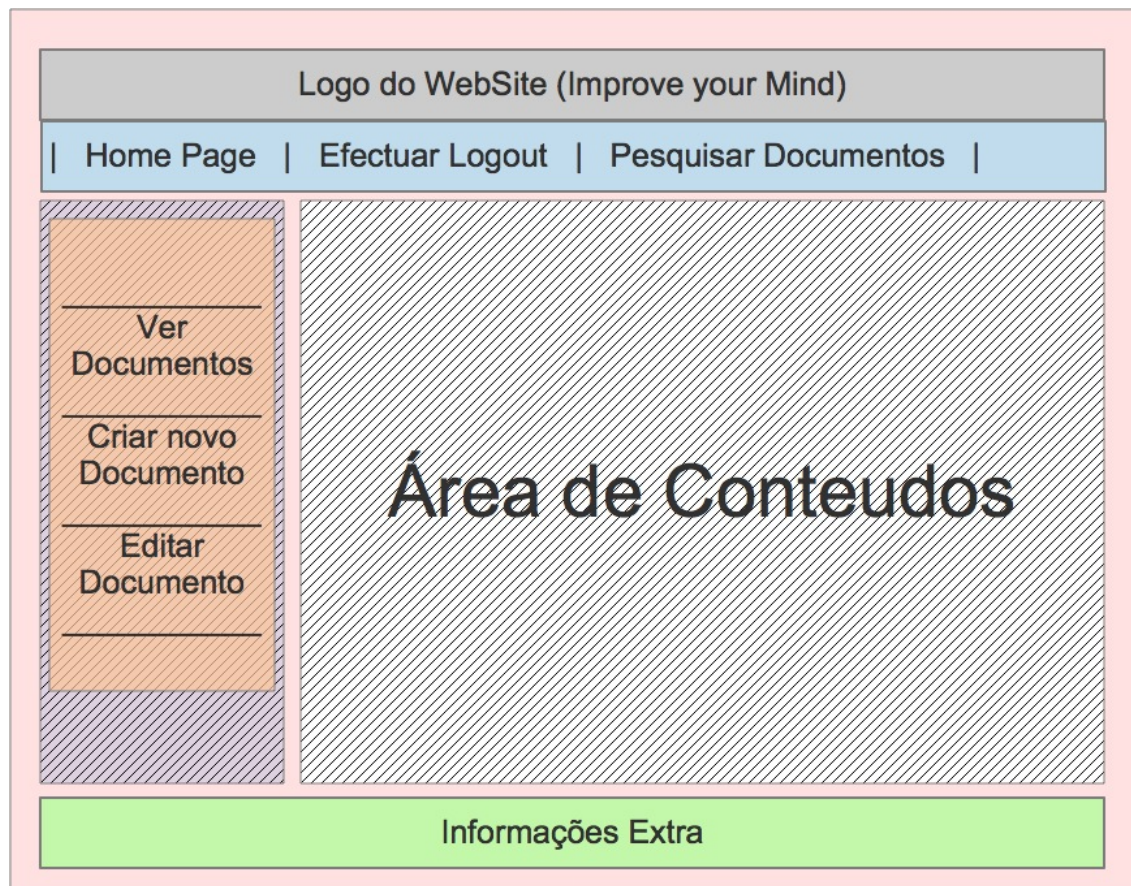 Logo do WebSite (Improve your Mind)
| Home Page | Efectuar Logout | Pesquisar Documentos |
Ver
Documentos
Criar novo
Documento
Editar
Documento
Área de Conteudos
Informações Extra